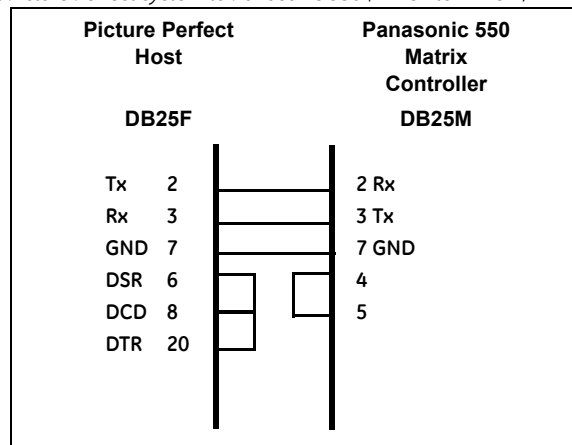 Picture Perfect Host
Panasonic 550 Matrix Controller
DB25F
DB25M
Tx 2
2 Rx
Rx 3
3 Tx
GND 7
7 GND
DSR 6
4
DCD 8
5
DTR 20